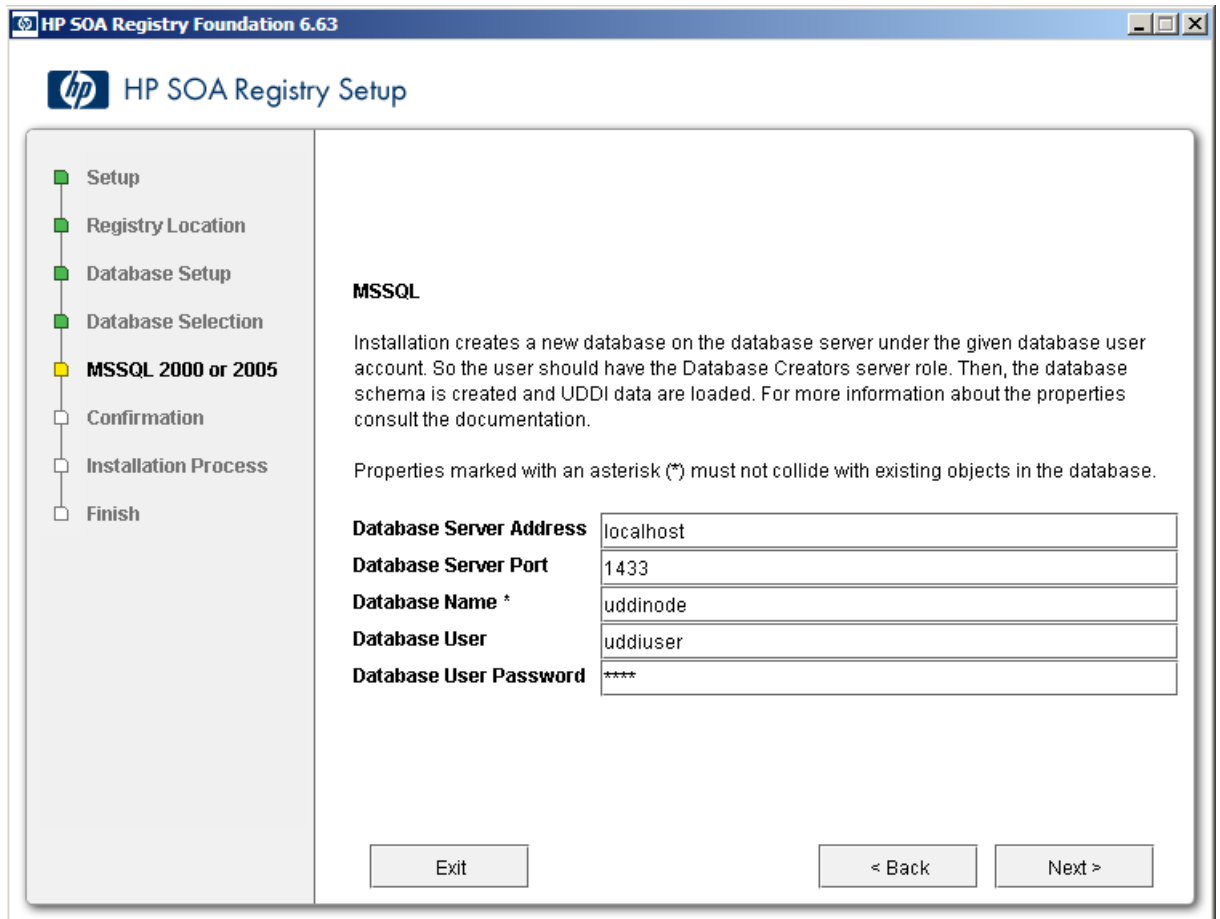 HP SOA Registry Foundation 6.63
hp HP SOA Registry Setup
Setup
Registry Location
Database Setup
Database Selection
MSSQL 2000 or 2005
Confirmation
Installation Process
Finish
MSSQL
Installation creates a new database on the database server under the given database user
account. So the user should have the Database Creators server role. Then, the database
schema is created and UDDI data are loaded. For more information about the properties
consult the documentation.
Properties marked with an asterisk (*) must not collide with existing objects in the database.
Database Server Address localhost
Database Server Port 1433
Database Name * uddinode
Database User uddiuser
Database User Password ****
Exit < Back Next >